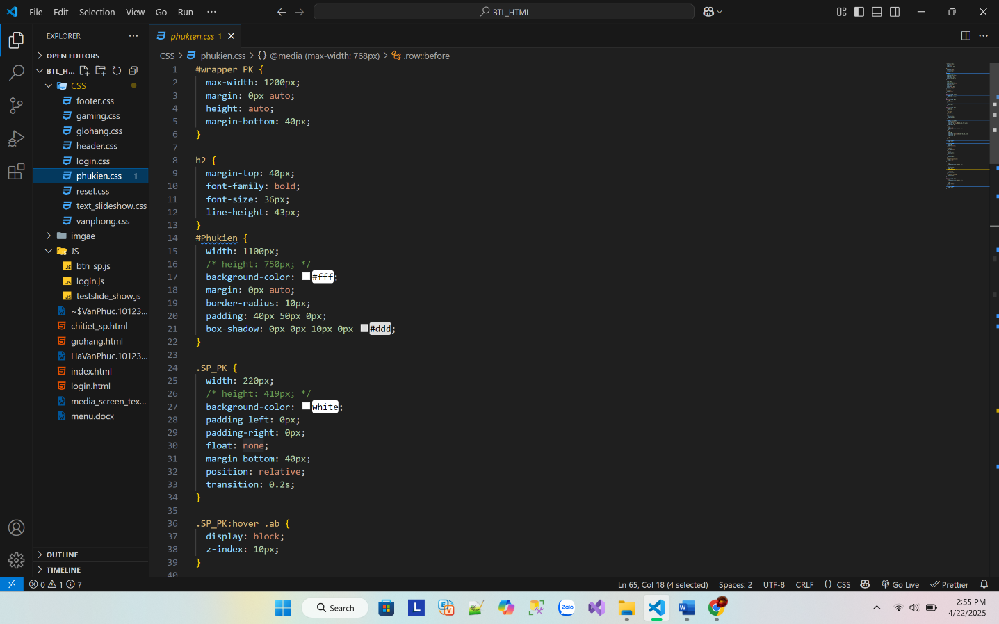 File Edit Selection View Go Run ···
BTL_HTML
EXPLORER ···
phukien.css 1
OPEN EDITORS
CSS > phukien.css > {} @media (max-width: 768px) > .row::before
BTL_H...
CSS
footer.css
gaming.css
giohang.css
header.css
login.css
phukien.css 1
reset.css
text_slideshow.css
vanphong.css
imgae
JS
btn_sp.js
login.js
testslide_show.js
~$VanPhuc.10123...
chitiet_sp.html
giohang.html
HaVanPhuc.10123...
index.html
login.html
media_screen_tex...
menu.docx
OUTLINE
TIMELINE
1 #wrapper_PK {
2 max-width: 1200px;
3 margin: 0px auto;
4 height: auto;
5 margin-bottom: 40px;
6 }
7
8 h2 {
9 margin-top: 40px;
10 font-family: bold;
11 font-size: 36px;
12 line-height: 43px;
13 }
14 #Phukien {
15 width: 1100px;
16 /* height: 750px; */
17 background-color: #fff;
18 margin: 0px auto;
19 border-radius: 10px;
20 padding: 40px 50px 0px;
21 box-shadow: 0px 0px 10px 0px #ddd;
22 }
23
24 .SP_PK {
25 width: 220px;
26 /* height: 419px; */
27 background-color: white;
28 padding-left: 0px;
29 padding-right: 0px;
30 float: none;
31 margin-bottom: 40px;
32 position: relative;
33 transition: 0.2s;
34 }
35
36 .SP_PK:hover .ab {
37 display: block;
38 z-index: 10px;
39 }
40
0 1 7
Ln 65, Col 18 (4 selected) Spaces: 2 UTF-8 CRLF {} CSS Go Live Prettier
Search
L
E V
Zalo
2:55 PM
4/22/2025